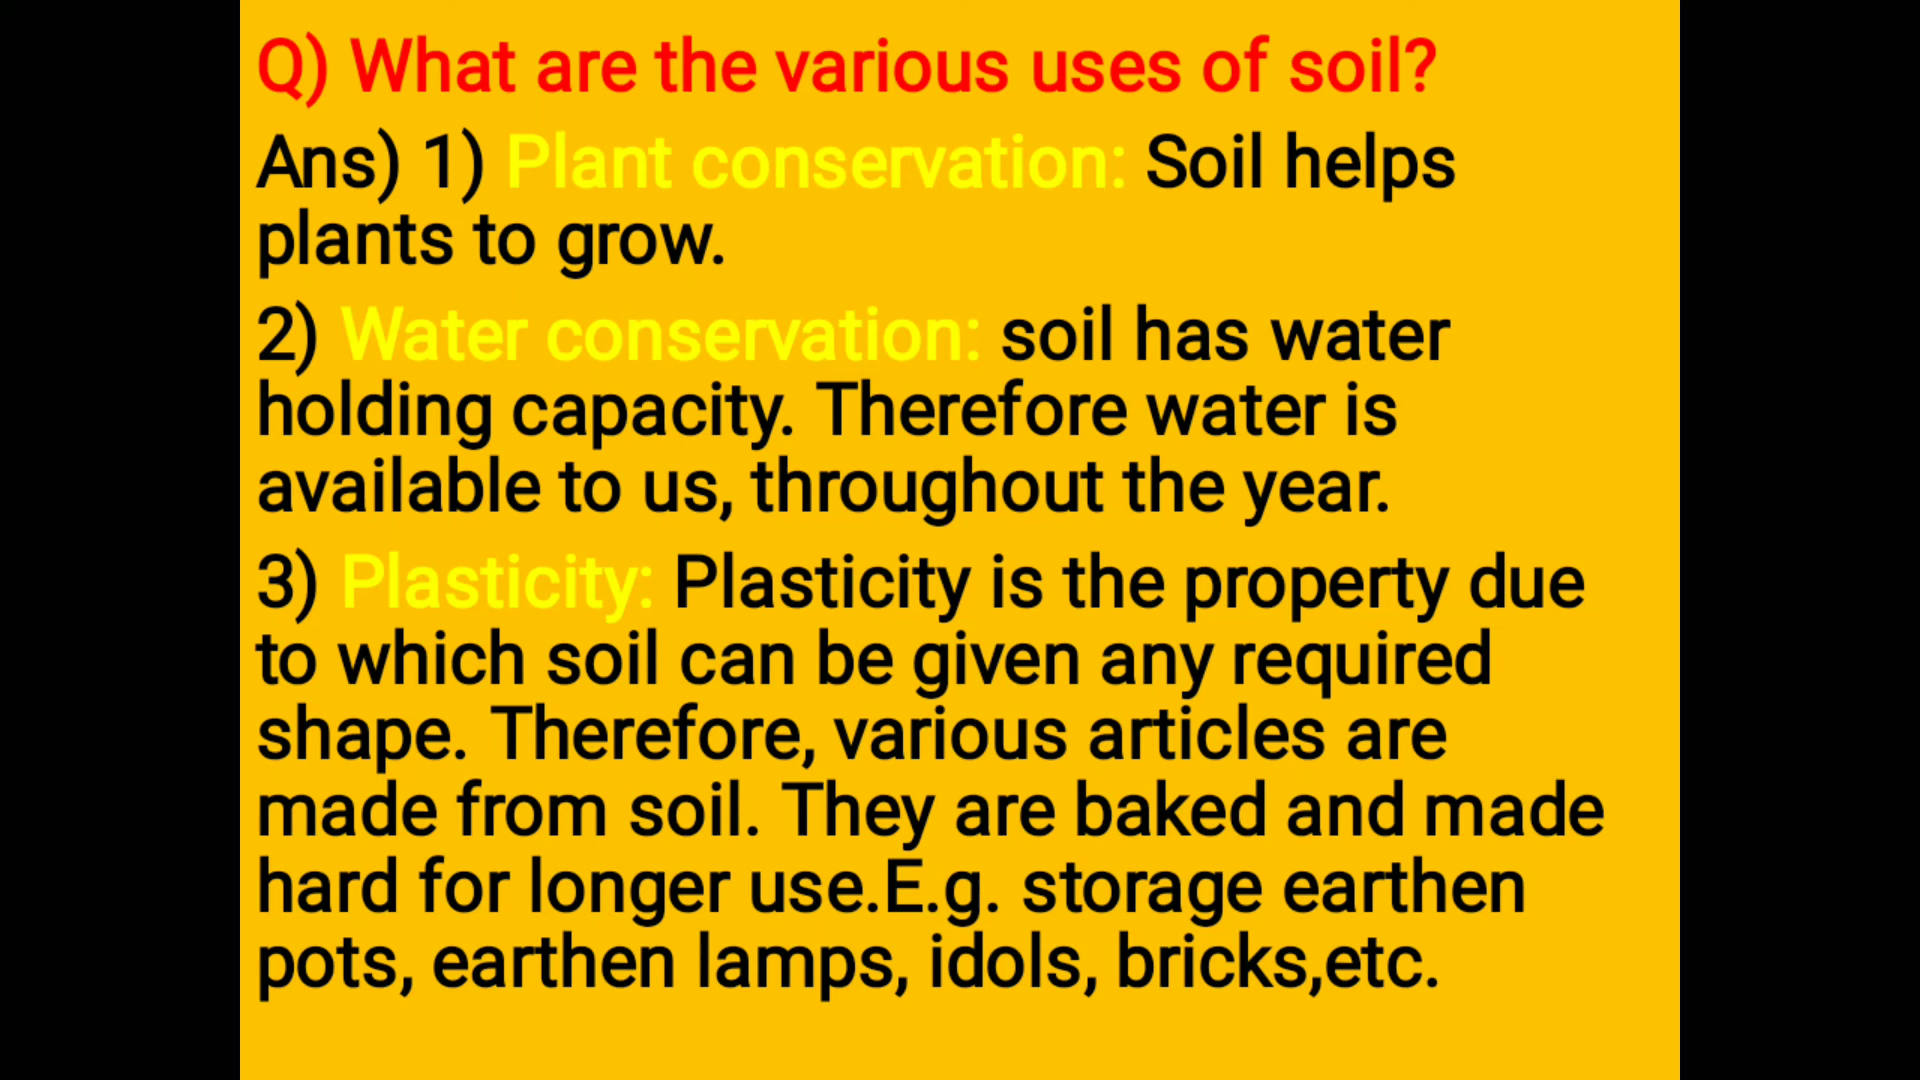 Q) What are the various uses of soil?
Ans) 1) Plant conservation: Soil helps
plants to grow.
2) Water conservation: soil has water
holding capacity. Therefore water is
available to us, throughout the year.
3) Plasticity: Plasticity is the property due
to which soil can be given any required
shape. Therefore, various articles are
made from soil. They are baked and made
hard for longer use.E.g. storage earthen
pots, earthen lamps, idols, bricks,etc.